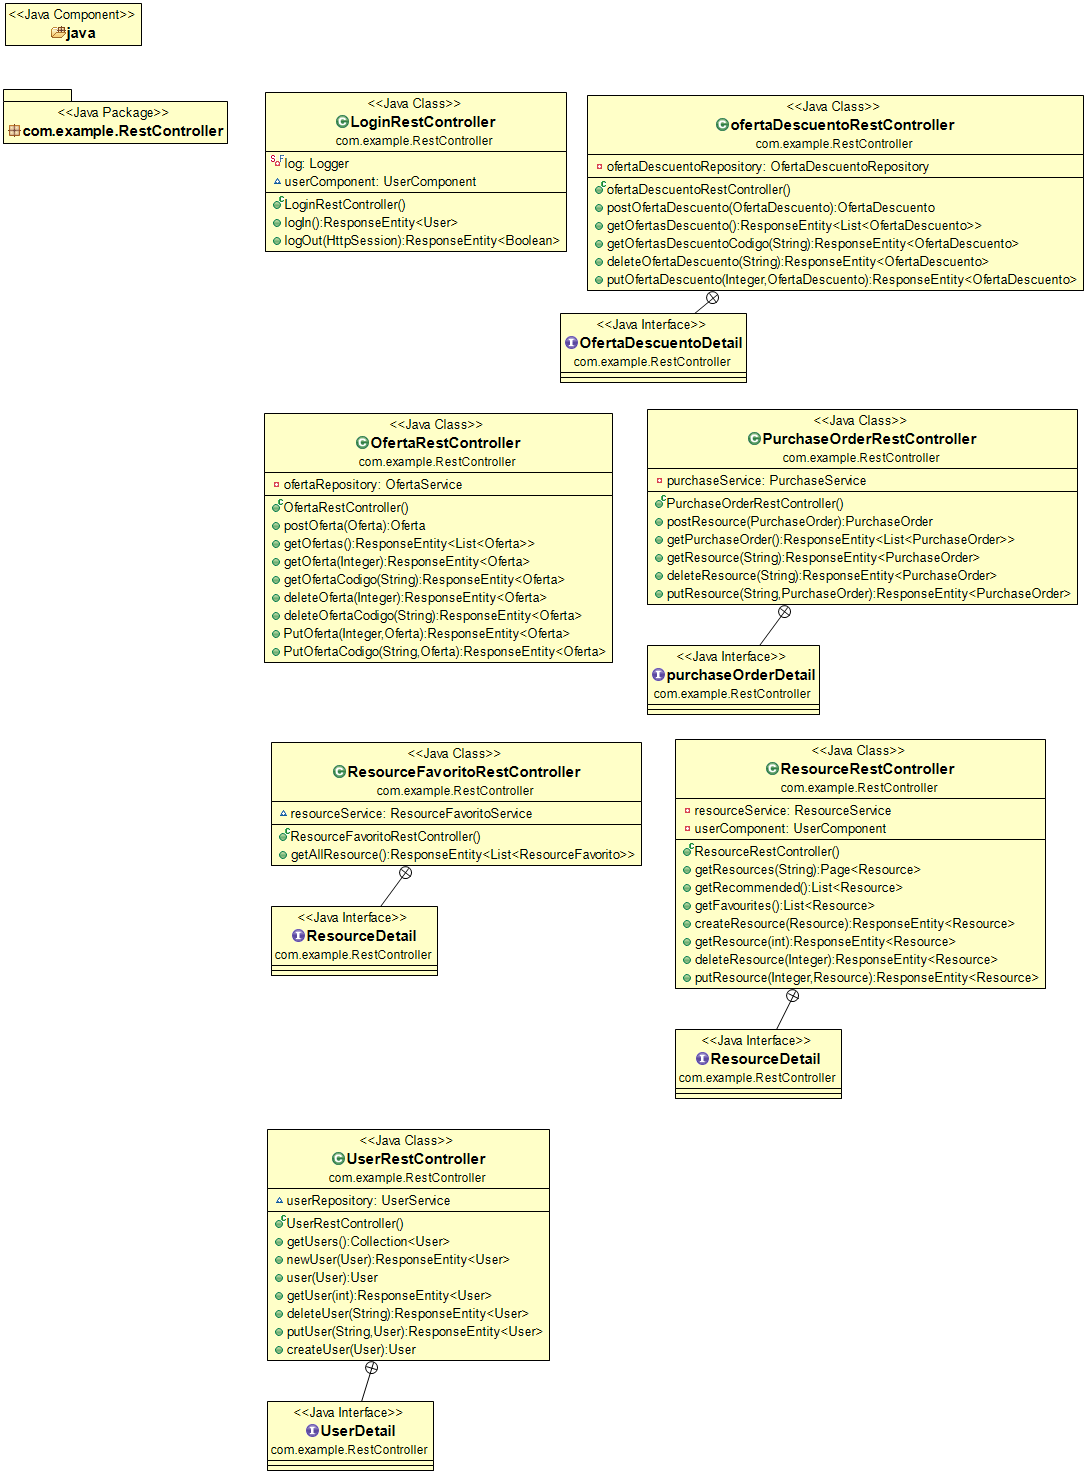 <<Java Component>>
java
<<Java Package>>
com.example.RestController
<<Java Class>>
LoginRestController
com.example.RestController
log: Logger
userComponent: UserComponent
LoginRestController()
logIn():ResponseEntity<User>
logOut(HttpSession):ResponseEntity<Boolean>
<<Java Class>>
ofertaDescuentoRestController
com.example.RestController
ofertaDescuentoRepository: OfertaDescuentoRepository
ofertaDescuentoRestController()
postOfertaDescuento(OfertaDescuento):OfertaDescuento
getOfertasDescuento():ResponseEntity<List<OfertaDescuento>>
getOfertasDescuentoCodigo(String):ResponseEntity<OfertaDescuento>
deleteOfertaDescuento(String):ResponseEntity<OfertaDescuento>
putOfertaDescuento(Integer,OfertaDescuento):ResponseEntity<OfertaDescuento>
<<Java Interface>>
OfertaDescuentoDetail
com.example.RestController
<<Java Class>>
OfertaRestController
com.example.RestController
ofertaRepository: OfertaService
OfertaRestController()
postOferta(Oferta):Oferta
getOfertas():ResponseEntity<List<Oferta>>
getOferta(Integer):ResponseEntity<Oferta>
getOfertaCodigo(String):ResponseEntity<Oferta>
deleteOferta(Integer):ResponseEntity<Oferta>
deleteOfertaCodigo(String):ResponseEntity<Oferta>
PutOferta(Integer,Oferta):ResponseEntity<Oferta>
PutOfertaCodigo(String,Oferta):ResponseEntity<Oferta>
<<Java Class>>
PurchaseOrderRestController
com.example.RestController
purchaseService: PurchaseService
PurchaseOrderRestController()
postResource(PurchaseOrder):PurchaseOrder
getPurchaseOrder():ResponseEntity<List<PurchaseOrder>>
getResource(String):ResponseEntity<PurchaseOrder>
deleteResource(String):ResponseEntity<PurchaseOrder>
putResource(String,PurchaseOrder):ResponseEntity<PurchaseOrder>
<<Java Interface>>
purchaseOrderDetail
com.example.RestController
<<Java Class>>
ResourceFavoritoRestController
com.example.RestController
resourceService: ResourceFavoritoService
ResourceFavoritoRestController()
getAllResource():ResponseEntity<List<ResourceFavorito>>
<<Java Interface>>
ResourceDetail
com.example.RestController
<<Java Class>>
ResourceRestController
com.example.RestController
resourceService: ResourceService
userComponent: UserComponent
ResourceRestController()
getResources(String):Page<Resource>
getRecommended():List<Resource>
getFavourites():List<Resource>
createResource(Resource):ResponseEntity<Resource>
getResource(int):ResponseEntity<Resource>
deleteResource(Integer):ResponseEntity<Resource>
putResource(Integer,Resource):ResponseEntity<Resource>
<<Java Interface>>
ResourceDetail
com.example.RestController
<<Java Class>>
UserRestController
com.example.RestController
userRepository: UserService
UserRestController()
getUsers():Collection<User>
newUser(User):ResponseEntity<User>
user(User):User
getUser(int):ResponseEntity<User>
deleteUser(String):ResponseEntity<User>
putUser(String,User):ResponseEntity<User>
createUser(User):User
<<Java Interface>>
UserDetail
com.example.RestController